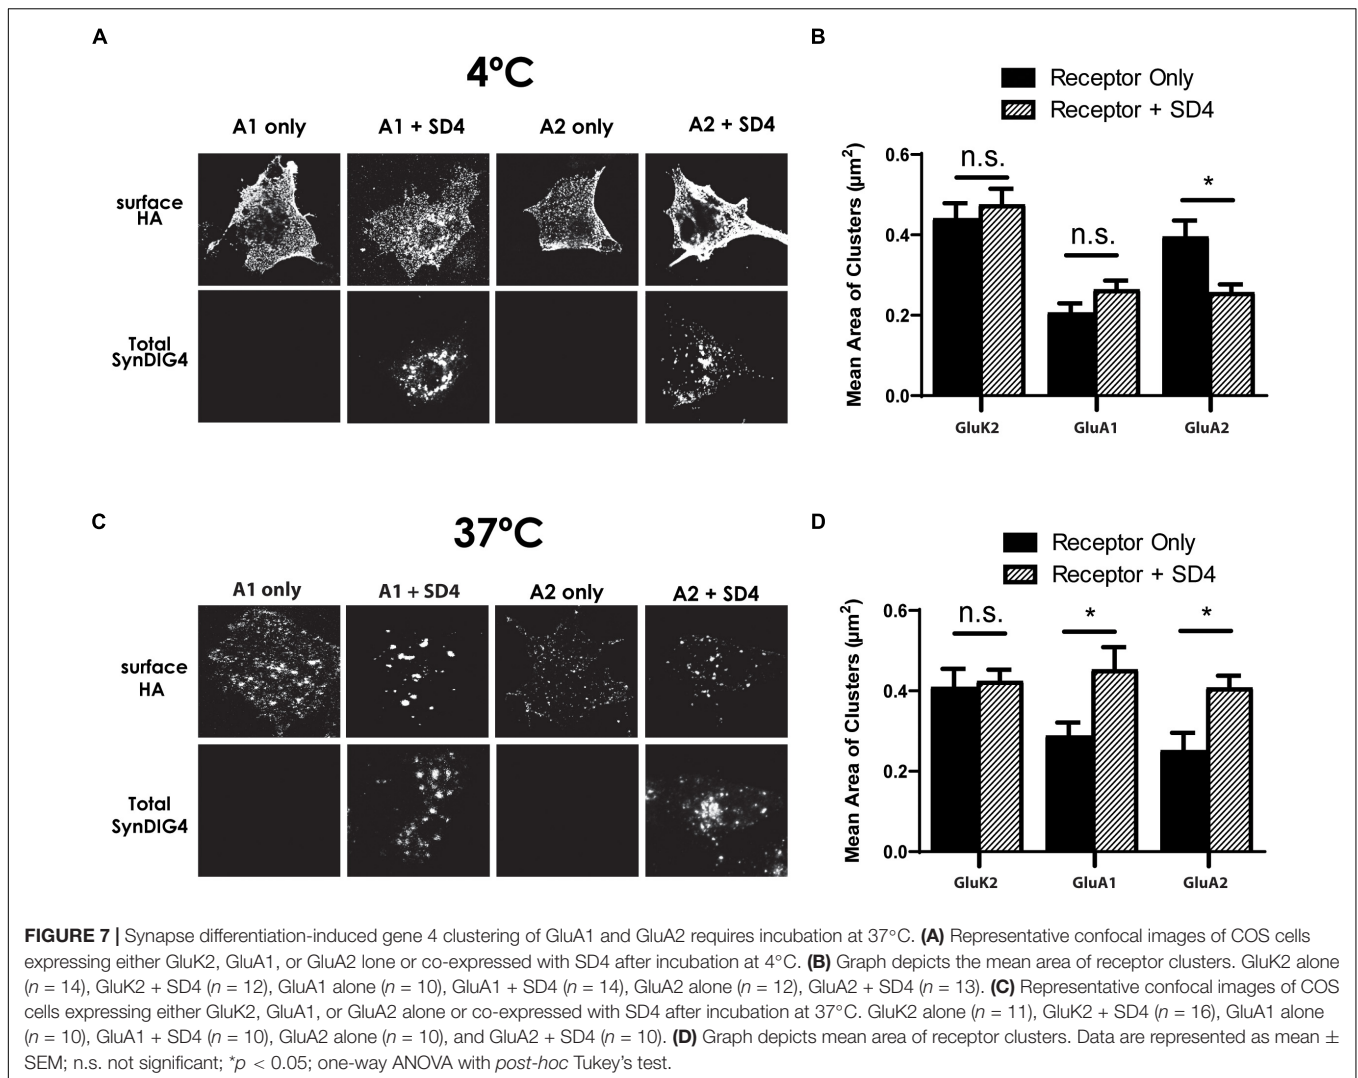 A
4ºC
A1 only
A1 + SD4
A2 only
A2 + SD4
surface
HA
Total
SynDIG4
B
Receptor Only
Receptor + SD4
Mean Area of Clusters (µm²)
0.6
0.4
0.2
0.0
n.s.
n.s.
*
GluK2
GluA1
GluA2
C
37ºC
A1 only
A1 + SD4
A2 only
A2 + SD4
surface
HA
Total
SynDIG4
D
Receptor Only
Receptor + SD4
Mean Area of Clusters (µm²)
0.6
0.4
0.2
0.0
n.s.
*
*
GluK2
GluA1
GluA2
FIGURE 7 | Synapse differentiation-induced gene 4 clustering of GluA1 and GluA2 requires incubation at 37°C. (A) Representative confocal images of COS cells
expressing either GluK2, GluA1, or GluA2 lone or co-expressed with SD4 after incubation at 4°C. (B) Graph depicts the mean area of receptor clusters. GluK2 alone
(n = 14), GluK2 + SD4 (n = 12), GluA1 alone (n = 10), GluA1 + SD4 (n = 14), GluA2 alone (n = 12), GluA2 + SD4 (n = 13). (C) Representative confocal images of COS
cells expressing either GluK2, GluA1, or GluA2 alone or co-expressed with SD4 after incubation at 37°C. GluK2 alone (n = 11), GluK2 + SD4 (n = 16), GluA1 alone
(n = 10), GluA1 + SD4 (n = 10), GluA2 alone (n = 10), and GluA2 + SD4 (n = 10). (D) Graph depicts mean area of receptor clusters. Data are represented as mean ±
SEM; n.s. not significant; *p < 0.05; one-way ANOVA with post-hoc Tukey's test.